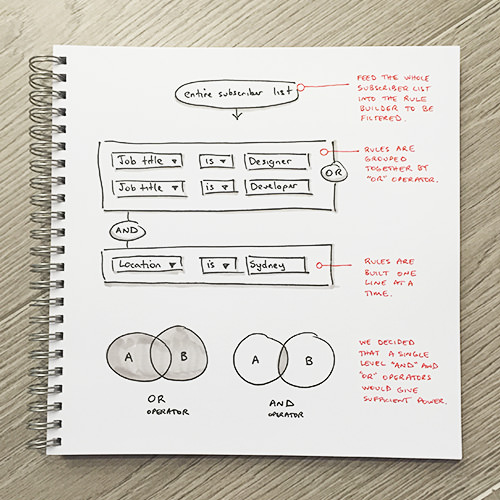 entire subscriber list
FEED THE WHOLE
SUBSCRIBER LIST
INTO THE RULE
BUILDER TO BE
FILTERED.
Job title ▼ is ▼ Designer
Job title ▼ is ▼ Developer
OR
RULES ARE
GROUPED
TOGETHER BY
"OR" OPERATOR.
AND
Location ▼ is ▼ Sydney
RULES ARE
BUILT ONE
LINE AT A
TIME.
A B
OR
OPERATOR
A B
AND
OPERATOR
WE DECIDED
THAT A SINGLE
LEVEL "AND" AND
"OR" OPERATORS
WOULD GIVE
SUFFICIENT POWER.